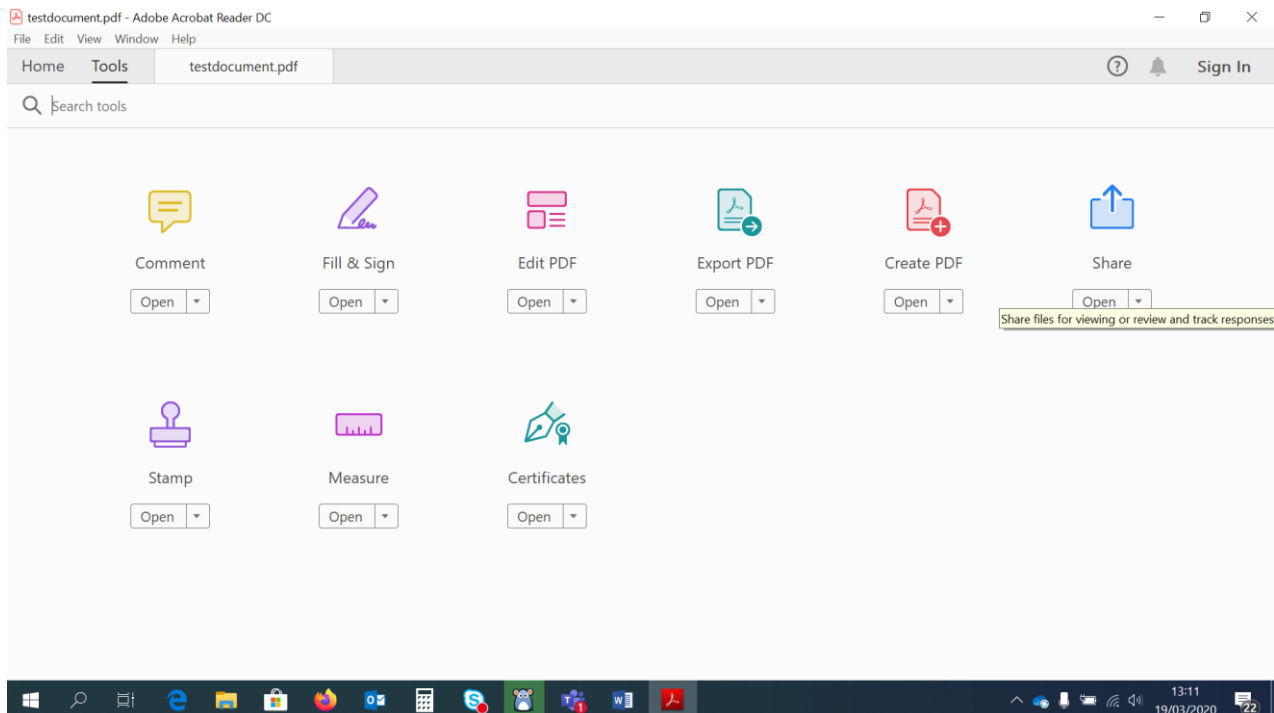 testdocument.pdf - Adobe Acrobat Reader DC
File Edit View Window Help
Home Tools testdocument.pdf Sign In
Search tools
Comment Fill & Sign Edit PDF Export PDF Create PDF Share
Open Open Open Open Open Open
Share files for viewing or review and track responses
Stamp Measure Certificates
Open Open Open
13:11
19/03/2020 22